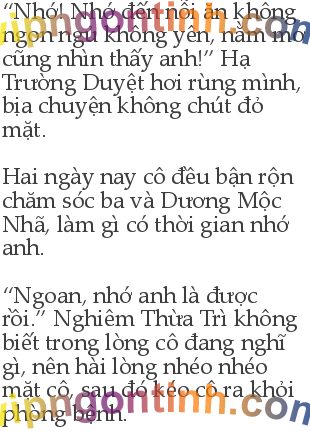 “Nhớ! Nhớ đến nỗi ăn không
ngon ngủ không yên, nằm mơ
cũng nhìn thấy anh!” Hạ
Trường Duyệt hơi rùng mình,
bịa chuyện không chút đỏ
mặt.
Hai ngày nay cô đều bận rộn
chăm sóc ba và Dương Mộc
Nhã, làm gì có thời gian nhớ
anh.
“Ngoan, nhớ anh là được
rồi.” Nghiêm Thừa Trì không
biết trong lòng cô đang nghĩ
gì, nên hài lòng nhéo nhéo
mặt cô, sau đó kéo cô ra khỏi
phòng bệnh.